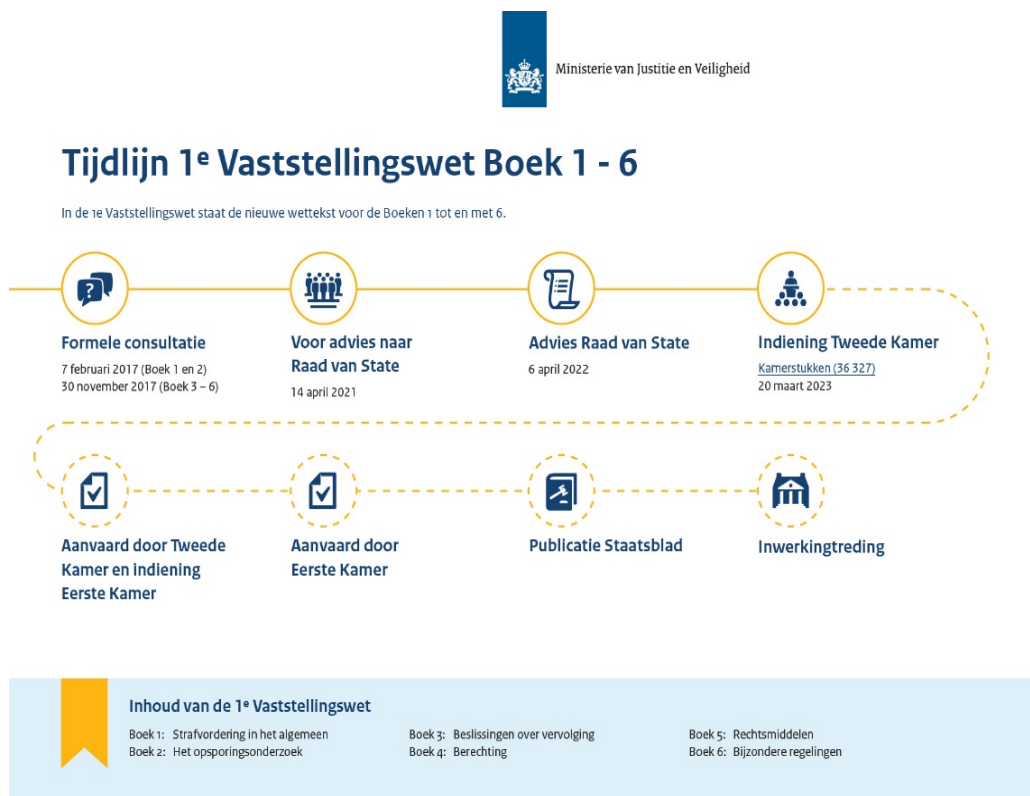 Ministerie van Justitie en Veiligheid
Tijdlijn 1e Vaststellingswet Boek 1 - 6
In de 1e Vaststellingswet staat de nieuwe wettekst voor de Boeken 1 tot en met 6.
?
Formele consultatie
7 februari 2017 (Boek 1 en 2)
30 november 2017 (Boek 3 – 6)
Voor advies naar
Raad van State
14 april 2021
Advies Raad van State
6 april 2022
Indiening Tweede Kamer
Kamerstukken (36 327)
20 maart 2023
Aanvaard door Tweede
Kamer en indiening
Eerste Kamer
Aanvaard door
Eerste Kamer
Publicatie Staatsblad
Inwerkingtreding
Inhoud van de 1e Vaststellingswet
Boek 1: Strafvordering in het algemeen
Boek 2: Het opsporingsonderzoek
Boek 3: Beslissingen over vervolging
Boek 4: Berechting
Boek 5: Rechtsmiddelen
Boek 6: Bijzondere regelingen